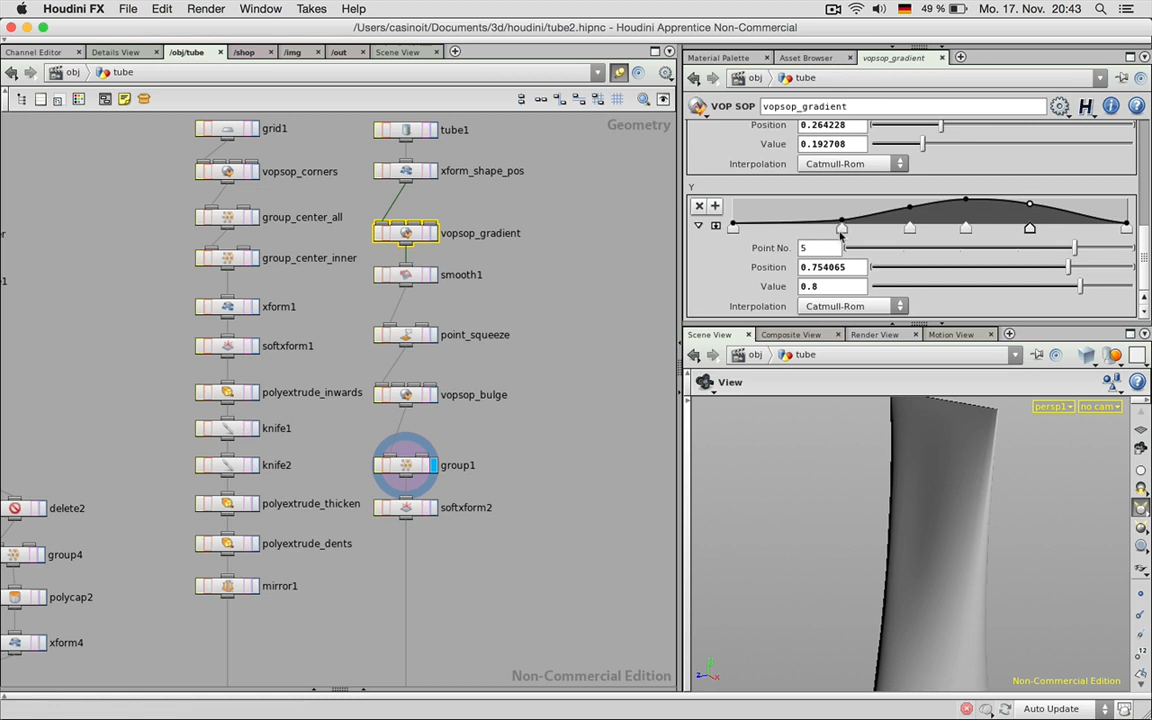 Houdini FX File Edit Render Window Takes Help 49 % Mo. 17. Nov. 20:43
/Users/casinoit/Documents/3d/houdini/tube2.hipnc - Houdini Apprentice Non-Commercial
Channel Editor Details View /obj/tube /shop /img /out Scene View
Material Palette Asset Browser vopsop_gradient
obj tube
obj tube
VOP SOP vopsop_gradient
Geometry
grid1
tube1
vopsop_corners
xform_shape_pos
group_center_all
vopsop_gradient
group_center_inner
smooth1
xform1
point_squeeze
softxform1
polyextrude_inwards
vopsop_bulge
knife1
knife2
group1
polyextrude_thicken
softxform2
polyextrude_dents
mirror1
delete2
group4
polycap2
xform4
Non-Commercial Edition
Position 0.264228
Value 0.192708
Interpolation Catmull-Rom
Y
Point No. 5
Position 0.754065
Value 0.8
Interpolation Catmull-Rom
Scene View Composite View Render View Motion View
obj tube
View
persp1 no cam
12
Non-Commercial Edition
Auto Update